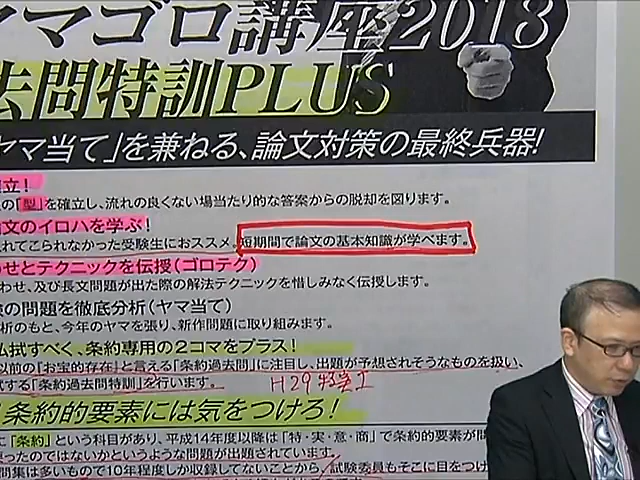 ヤマゴロ講座2013
去問特訓PLUS
ヤマ当て」を兼ねる、論文対策の最終兵器!
立!
の「型」を確立し、流れの良くない場当たり的な答案からの脱却を図ります。
文のイロハを学ぶ!
れてこられなかった受験生におススメ。短期間で論文の基本知識が学べます。
せとテクニックを伝授(ゴロテク)
わせ、及び長文問題が出た際の解法テクニックを惜しみなく伝授します。
の問題を徹底分析(ヤマ当て)
析のもと、今年のヤマを張り、新作問題に取り組みます。
払拭すべく、条約専用の2コマをプラス!
以前の「お宝的存在」と言える「条約過去問」に注目し、出題が予想されそうなものを扱い、
する「条約過去問特訓」を行います。
H29特実I
条約的要素には気をつけろ!
に「条約」という科目があり、平成14年度以降は「特・実・意・商」で条約的要素が問
まったのではないかというような問題が出題されています。
問集は多いもので10年程度しか収録してないことから、試験委員もそこに目をつけ